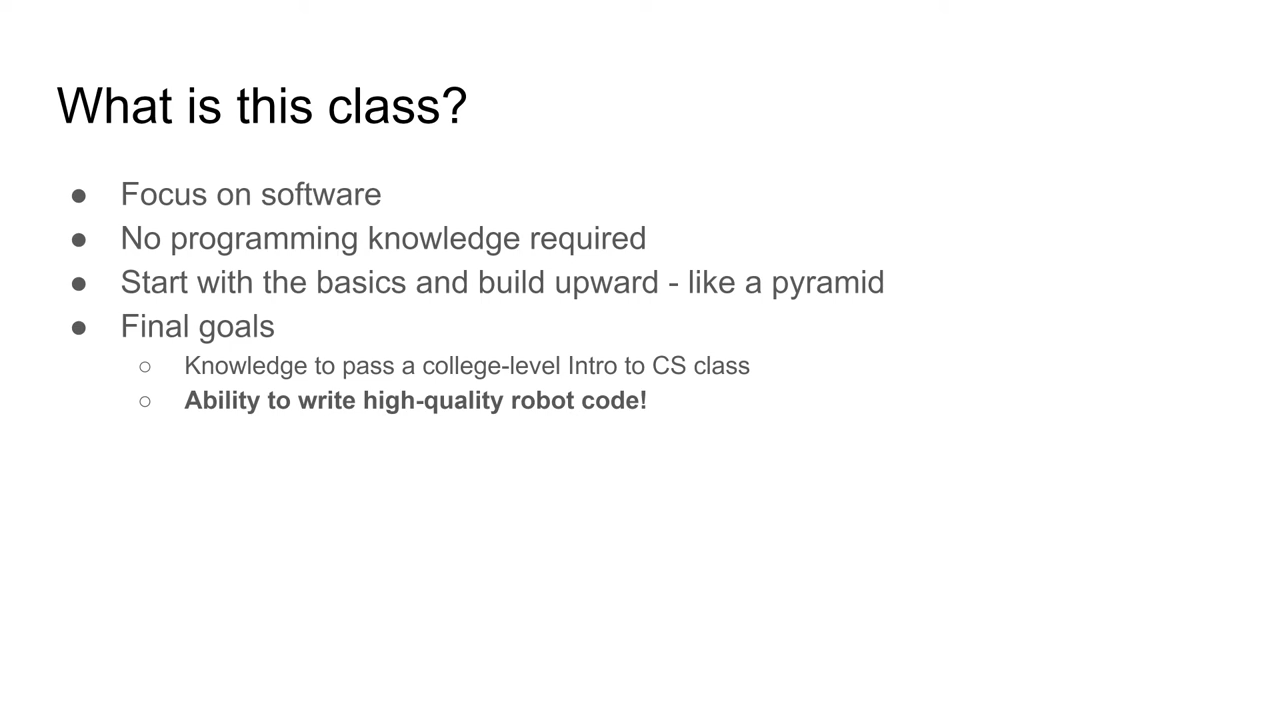 What is this class?
● Focus on software
● No programming knowledge required
● Start with the basics and build upward - like a pyramid
● Final goals
○ Knowledge to pass a college-level Intro to CS class
○ Ability to write high-quality robot code!